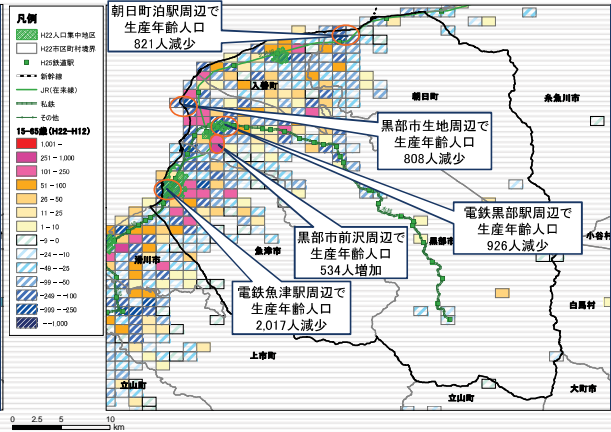 凡例
H22人口集中地区
H22市区町村境界
H25鉄道駅
新幹線
JR(在来線)
私鉄
その他
15-65歳(H22-H12)
1,001 -
251 - 1,000
101 - 250
51 - 100
26 - 50
11 - 25
1 - 10
-9 - 0
-24 - -10
-49 - -25
-99 - -50
-249 - -100
-999 - -250
- -1,000
朝日町泊駅周辺で
生産年齢人口
821人減少
入善町
朝日町
糸魚川市
黒部市生地周辺で
生産年齢人口
808人減少
電鉄黒部駅周辺で
生産年齢人口
926人減少
黒部市前沢周辺で
生産年齢人口
534人増加
黒部市
小谷村
魚津市
滑川市
電鉄魚津駅周辺で
生産年齢人口
2,017人減少
白馬村
上市町
立山町
立山町
大町市
0 2.5 5 10
km